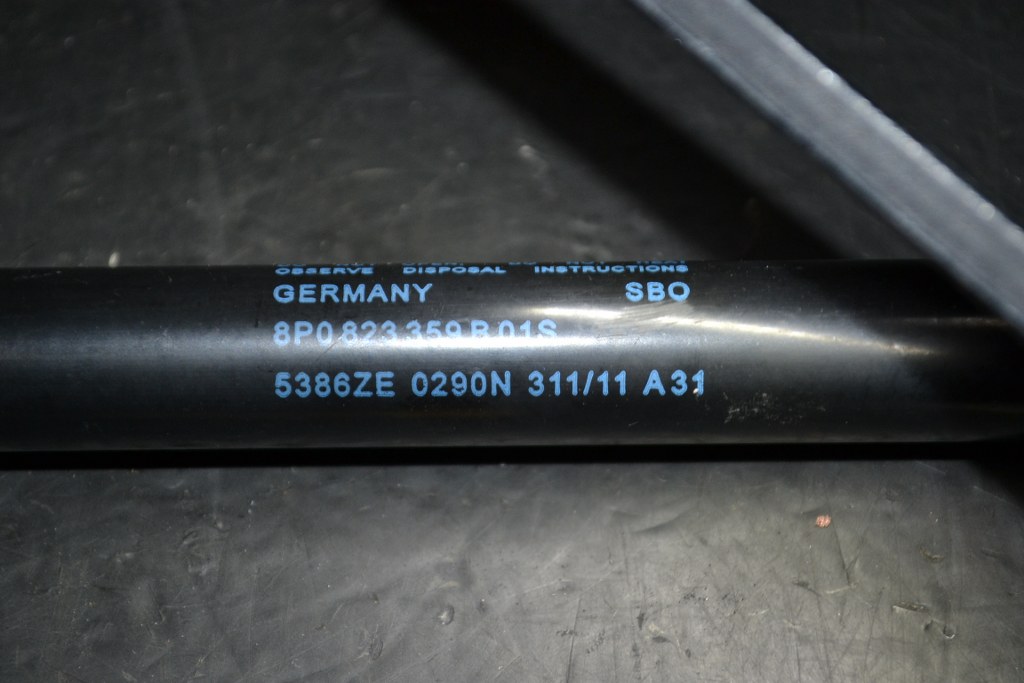 OBSERVE DISPOSAL INSTRUCTIONS
GERMANY SBO
8P0 823 359 B 01S
5386ZE 0290N 311/11 A31